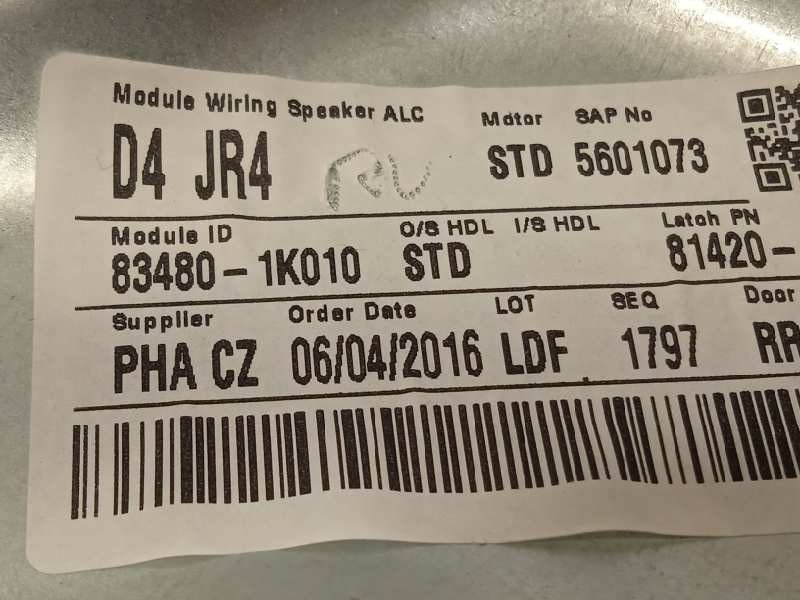 Module Wiring Speaker ALC Motor SAP No
D4 JR4 STD 5601073
Module ID O/S HDL I/S HDL Latch PN
83480-1K010 STD 81420-
Supplier Order Date LOT SEQ Door
PHA CZ 06/04/2016 LDF 1797 RR